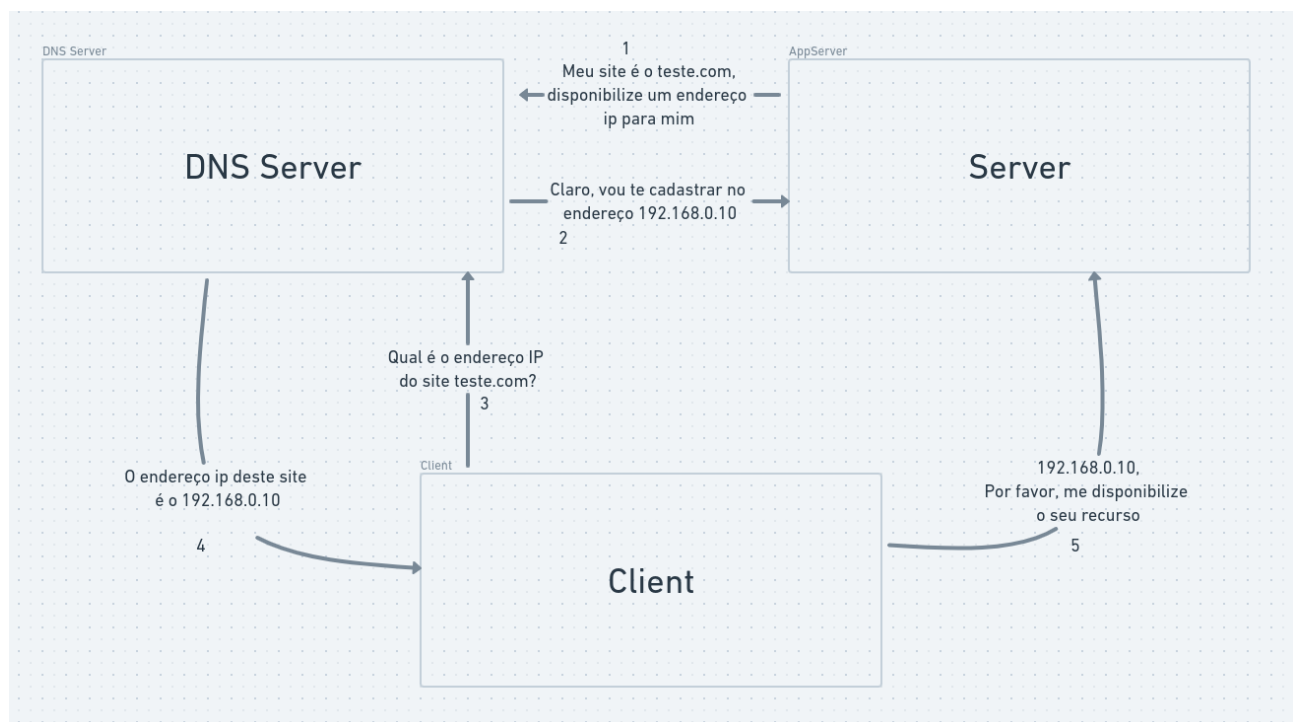 DNS Server
DNS Server
1
Meu site é o teste.com,
disponibilize um endereço
ip para mim
AppServer
Server
Claro, vou te cadastrar no
endereço 192.168.0.10
2
Qual é o endereço IP
do site teste.com?
3
O endereço ip deste site
é o 192.168.0.10
4
Client
Client
192.168.0.10,
Por favor, me disponibilize
o seu recurso
5